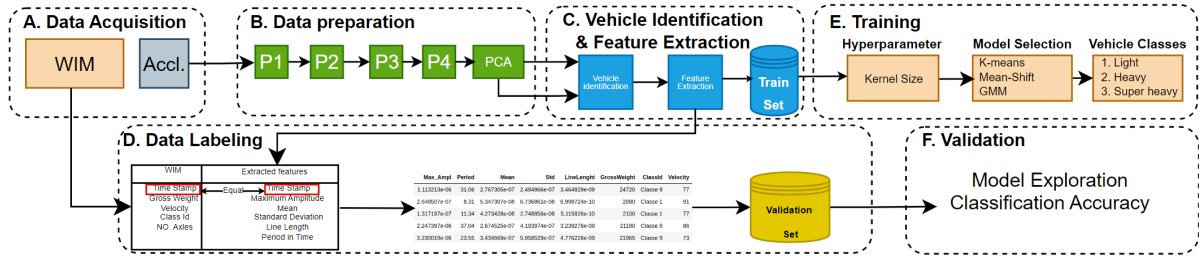 A. Data Acquisition
WIM
Accl.
B. Data preparation
P1
P2
P3
P4
PCA
C. Vehicle Identification
& Feature Extraction
Vehicle
identification
Feature
Extraction
Train
Set
E. Training
Hyperparameter
Kernel Size
Model Selection
K-means
Mean-Shift
GMM
Vehicle Classes
1. Light
2. Heavy
3. Super heavy
D. Data Labeling
WIM
Time Stamp
Gross Weight
Velocity
Class Id
NO. Axles
Equal
Extracted features
Time Stamp
Maximum Amplitude
Mean
Standard Deviation
Line Length
Period in Time
Max_Ampl Period Mean Std LineLenght GrossWeight ClassId Velocity
1.113213e-06 31.06 2.767305e-07 2.494966e-07 3.464929e-09 24720 Classe 9 77
2.648507e-07 8.31 5.347307e-08 6.736861e-08 6.998724e-10 2080 Classe 1 91
1.317197e-07 11.34 4.273428e-08 2.748856e-08 5.115826e-10 2100 Classe 1 77
2.247397e-06 37.04 2.674525e-07 4.193974e-07 3.239276e-09 21180 Classe 9 86
3.230019e-06 23.55 3.434669e-07 5.958529e-07 4.776228e-09 21965 Classe 9 73
Validation
Set
F. Validation
Model Exploration
Classification Accuracy